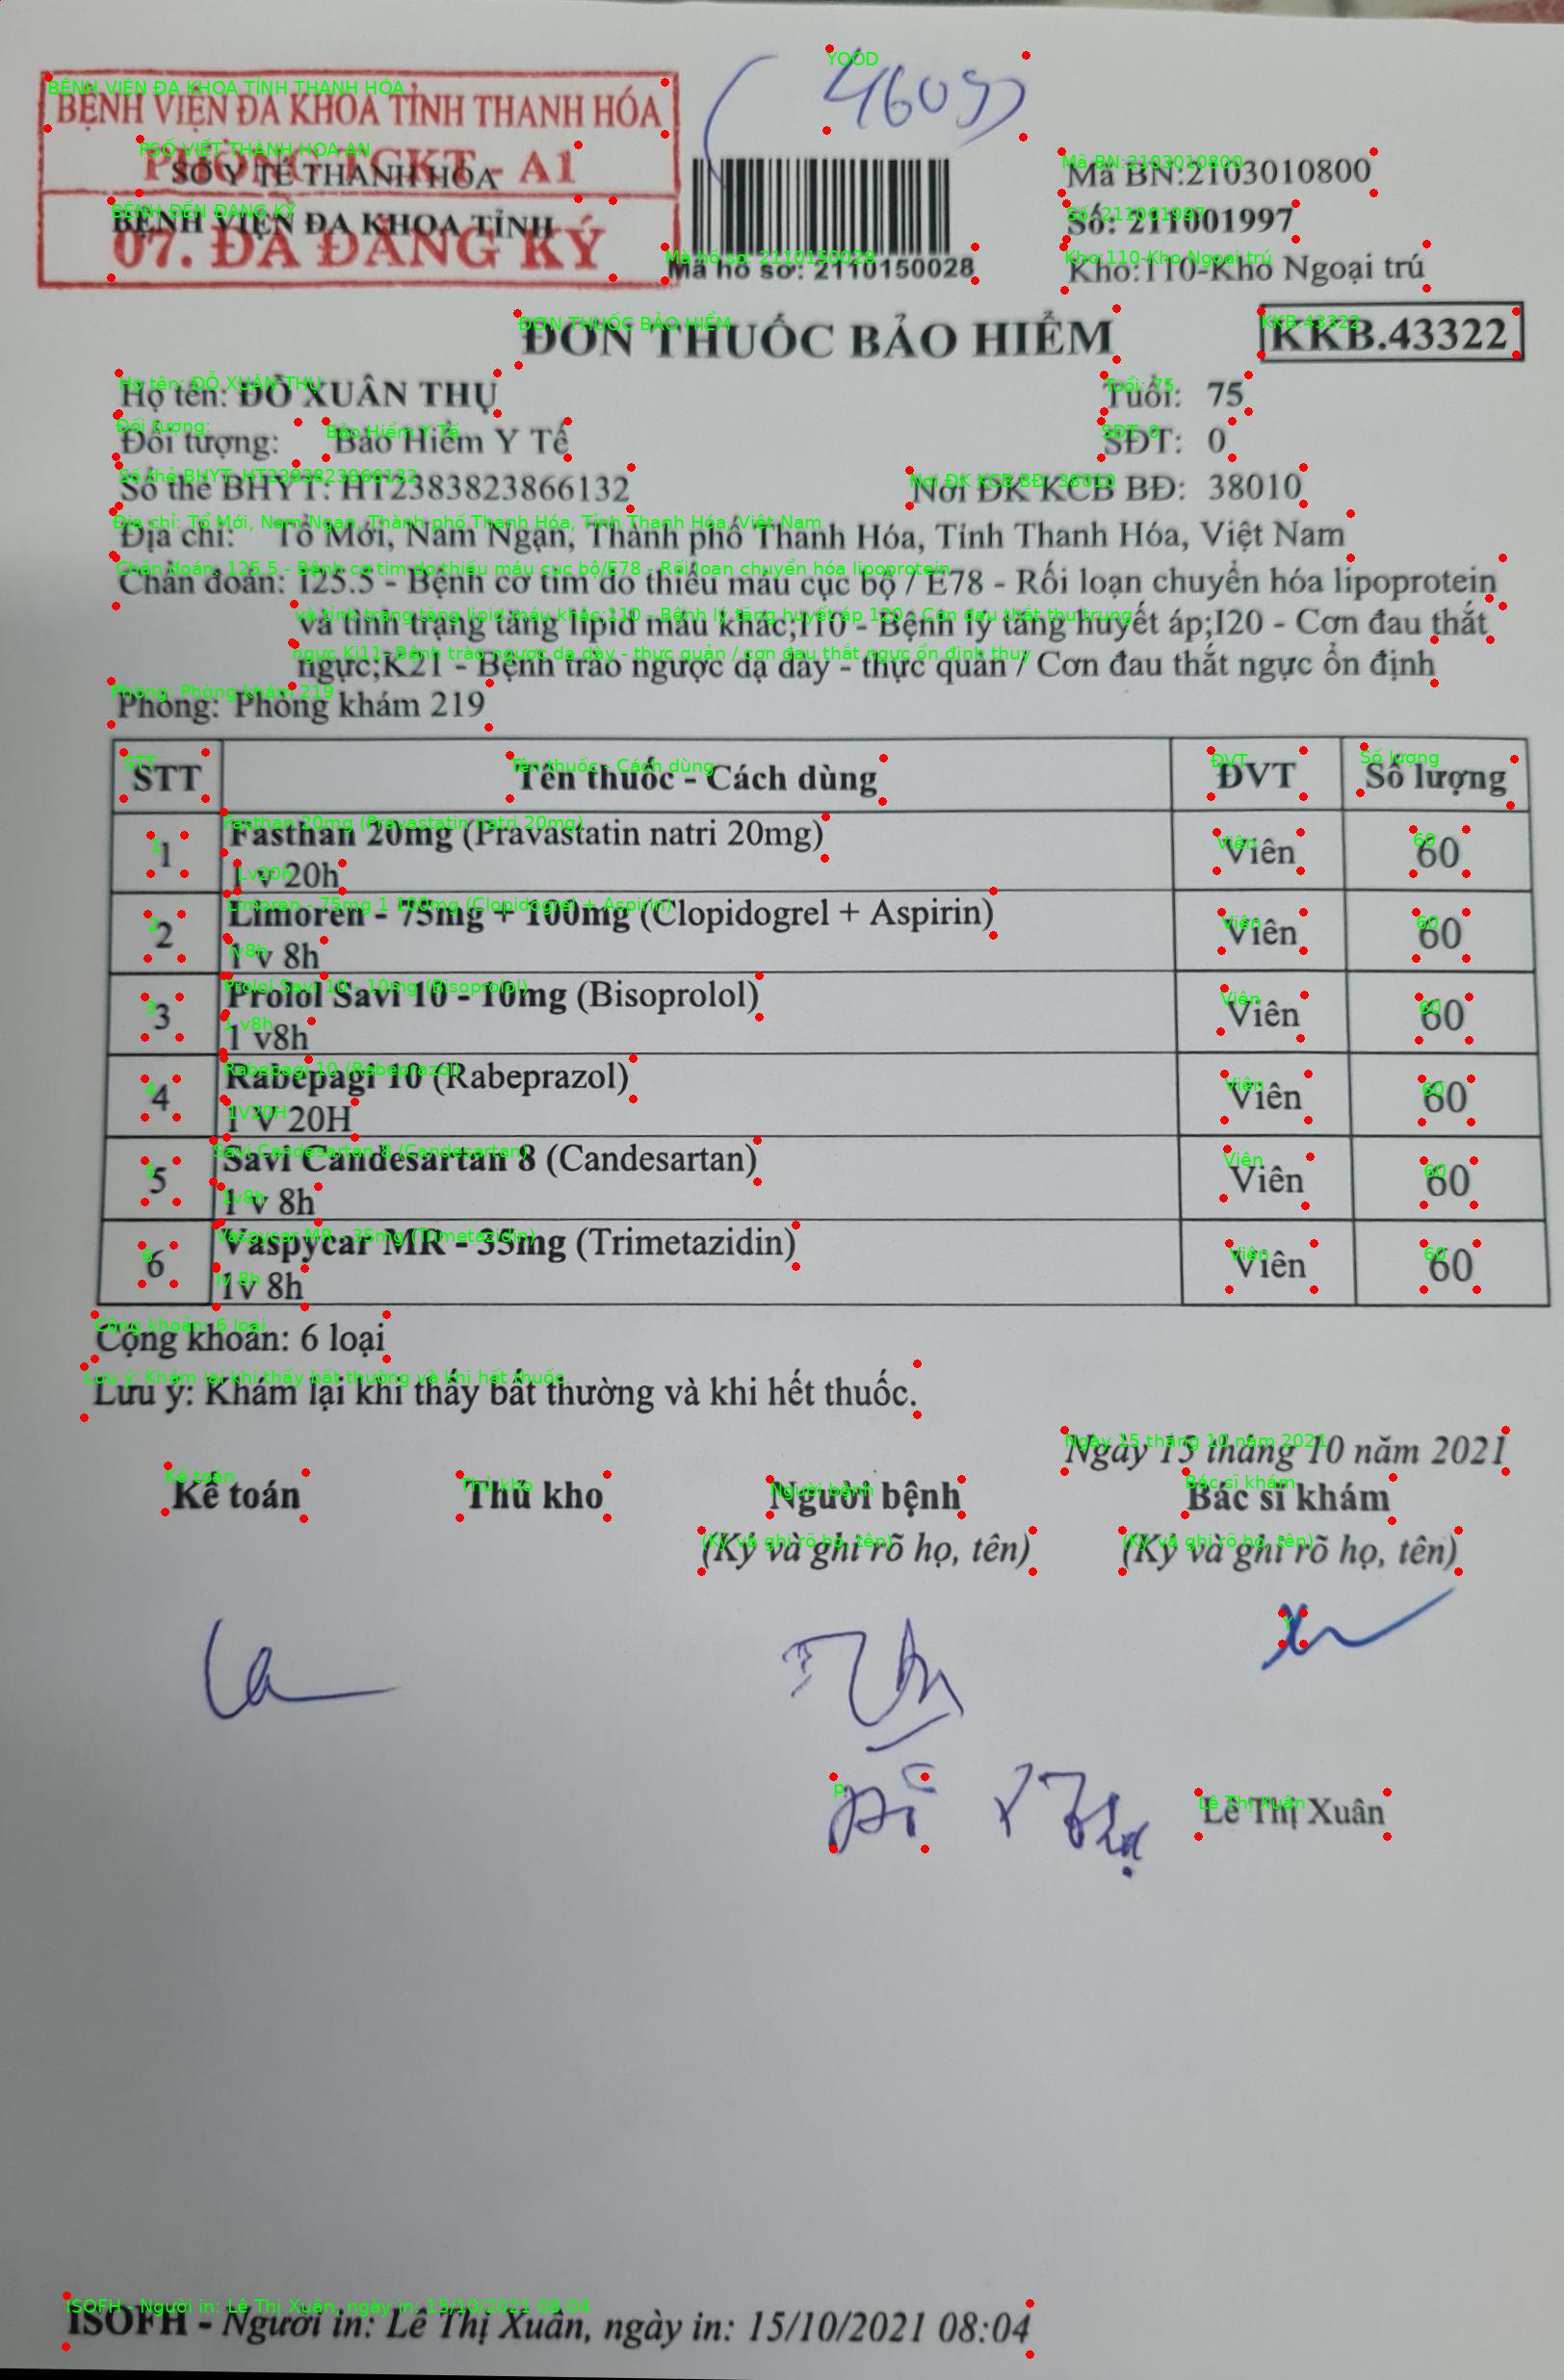 BỆNH VIỆN ĐA KHOA TỈNH THANH HÓA
PHÒNG TCKT - A1
SỞ Y TẾ THANH HÓA
BỆNH VIỆN ĐA KHOA TỈNH
07. ĐÃ ĐĂNG KÝ
Mã hồ sơ: 2110150028
Mã BN:2103010800
Số: 211001997
Kho:110-Kho Ngoại trú
ĐƠN THUỐC BẢO HIỂM
KKB.43322
Họ tên: ĐỖ XUÂN THỤ Tuổi: 75
Đối tượng: Bảo Hiểm Y Tế SĐT: 0
Số thẻ BHYT: HT2383823866132 Nơi ĐK KCB BĐ: 38010
Địa chỉ: Tổ Mới, Nam Ngạn, Thành phố Thanh Hóa, Tỉnh Thanh Hóa, Việt Nam
Chẩn đoán: I25.5 - Bệnh cơ tim do thiếu máu cục bộ / E78 - Rối loạn chuyển hóa lipoprotein
và tình trạng tăng lipid máu khác;I10 - Bệnh lý tăng huyết áp;I20 - Cơn đau thắt
ngực;K21 - Bệnh trào ngược dạ dày - thực quản / Cơn đau thắt ngực ổn định
Phòng: Phòng khám 219
STT Tên thuốc - Cách dùng ĐVT Số lượng
1 Fasthan 20mg (Pravastatin natri 20mg) Viên 60
1 v 20h
2 Limoren - 75mg + 100mg (Clopidogrel + Aspirin) Viên 60
1 v 8h
3 Prolol Savi 10 - 10mg (Bisoprolol) Viên 60
1 v8h
4 Rabepagi 10 (Rabeprazol) Viên 60
1 V 20H
5 Savi Candesartan 8 (Candesartan) Viên 60
1 v 8h
6 Vaspycar MR - 35mg (Trimetazidin) Viên 60
1v 8h
Cộng khoản: 6 loại
Lưu ý: Khám lại khi thấy bất thường và khi hết thuốc.
Ngày 15 tháng 10 năm 2021
Kế toán Thủ kho Người bệnh Bác sĩ khám
(Ký và ghi rõ họ, tên) (Ký và ghi rõ họ, tên)
Lê Thị Xuân
ISOFH - Người in: Lê Thị Xuân, ngày in: 15/10/2021 08:04